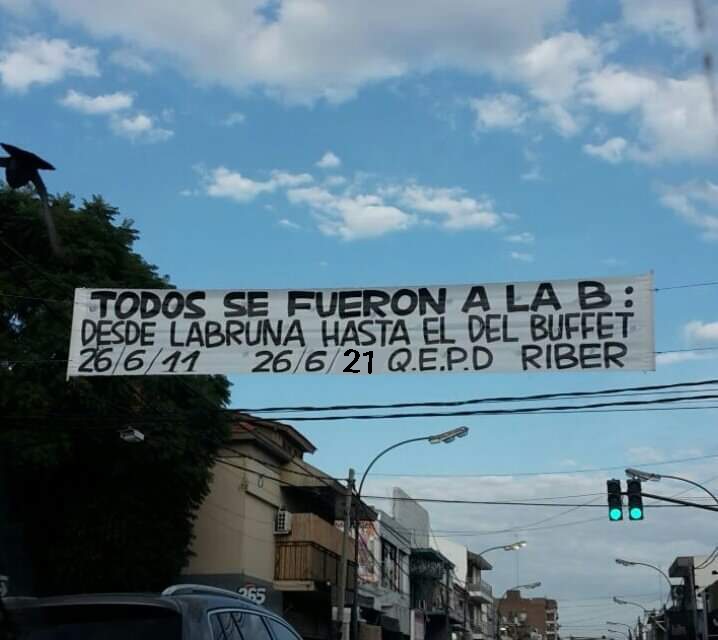 TODOS SE FUERON A LA B:
DESDE LABRUNA HASTA EL DEL BUFFET
26/6/11 26/6/21 Q.E.P.D RIBER
265